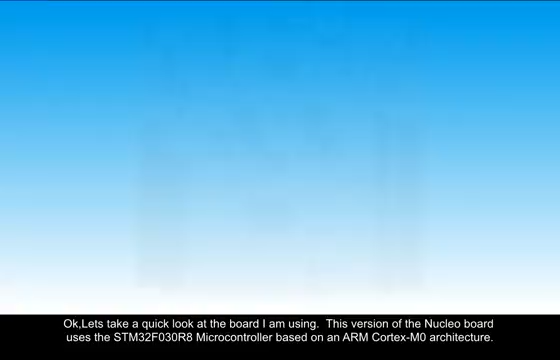 Ok,Lets take a quick look at the board I am using.  This version of the Nucleo board
uses the STM32F030R8 Microcontroller based on an ARM Cortex-M0 architecture.